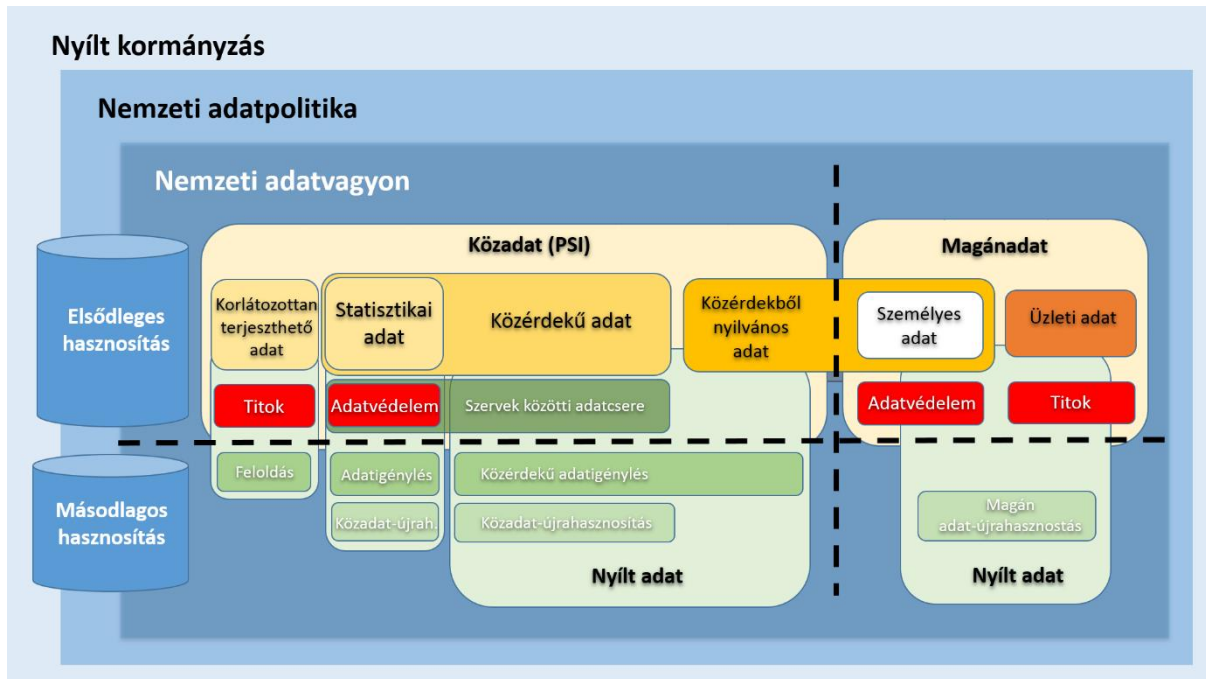 Nyílt kormányzás
Nemzeti adatpolitika
Nemzeti adatvagyon
Közadat (PSI)
Magánadat
Elsődleges
hasznosítás
Korlátozottan
terjeszthető
adat
Statisztikai
adat
Közérdekű adat
Közérdekből
nyilvános
adat
Személyes
adat
Üzleti adat
Titok
Adatvédelem
Szervek közötti adatcsere
Adatvédelem
Titok
Másodlagos
hasznosítás
Feloldás
Adatigénylés
Közérdekű adatigénylés
Közadat-újrah.
Közadat-újrahasznosítás
Magán
adat-újrahasznostás
Nyílt adat
Nyílt adat